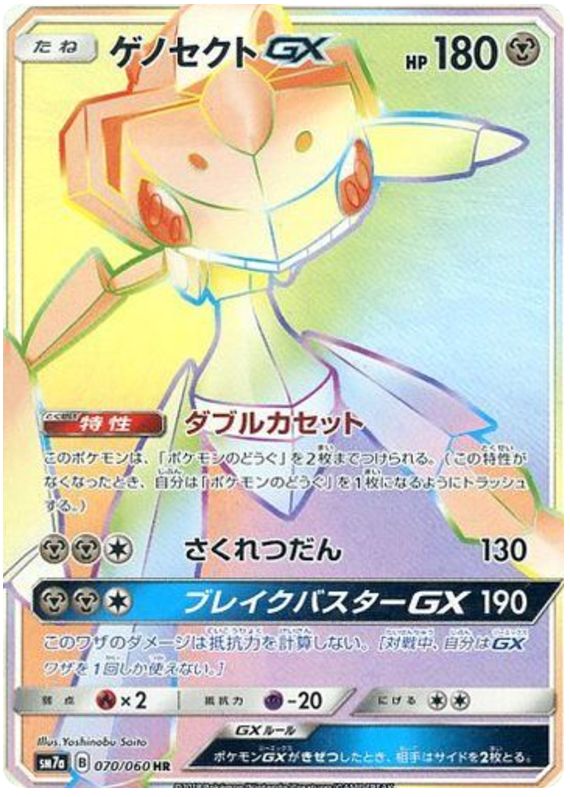 たね ゲノセクトGX HP 180
特性 ダブルカセット
このポケモンは、「ポケモンのどうぐ」を2枚までつけられる。(この特性が
なくなったとき、自分は「ポケモンのどうぐ」を1枚になるようにトラッシュ
する。)
さくれつだん 130
ブレイクバスターGX 190
このワザのダメージは抵抗力を計算しない。[対戦中、自分はGX
ワザを1回しか使えない。]
弱点 ×2 抵抗力 -20 にげる
GXルール
Illus. Yoshinobu Saito
ポケモンGXがきぜつしたとき、相手はサイドを2枚とる。
SM7a B 070/060 HR